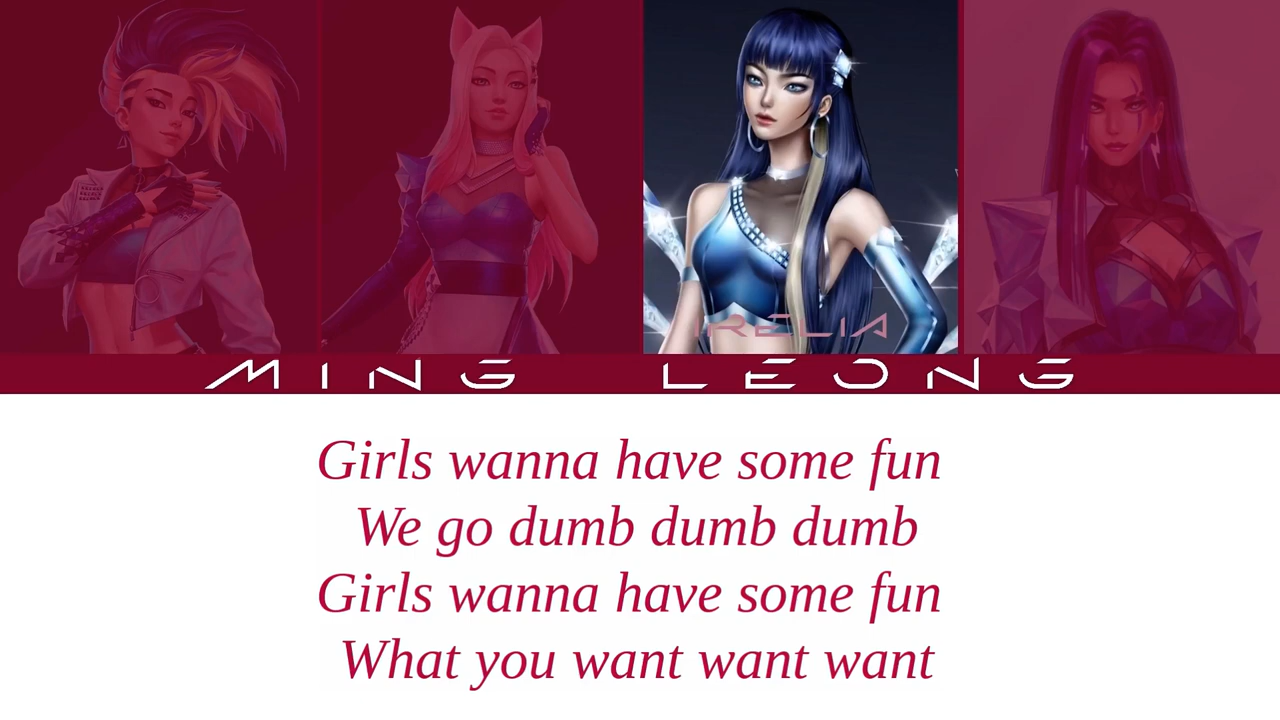 IRELIA
MING LEONG
Girls wanna have some fun
We go dumb dumb dumb
Girls wanna have some fun
What you want want want